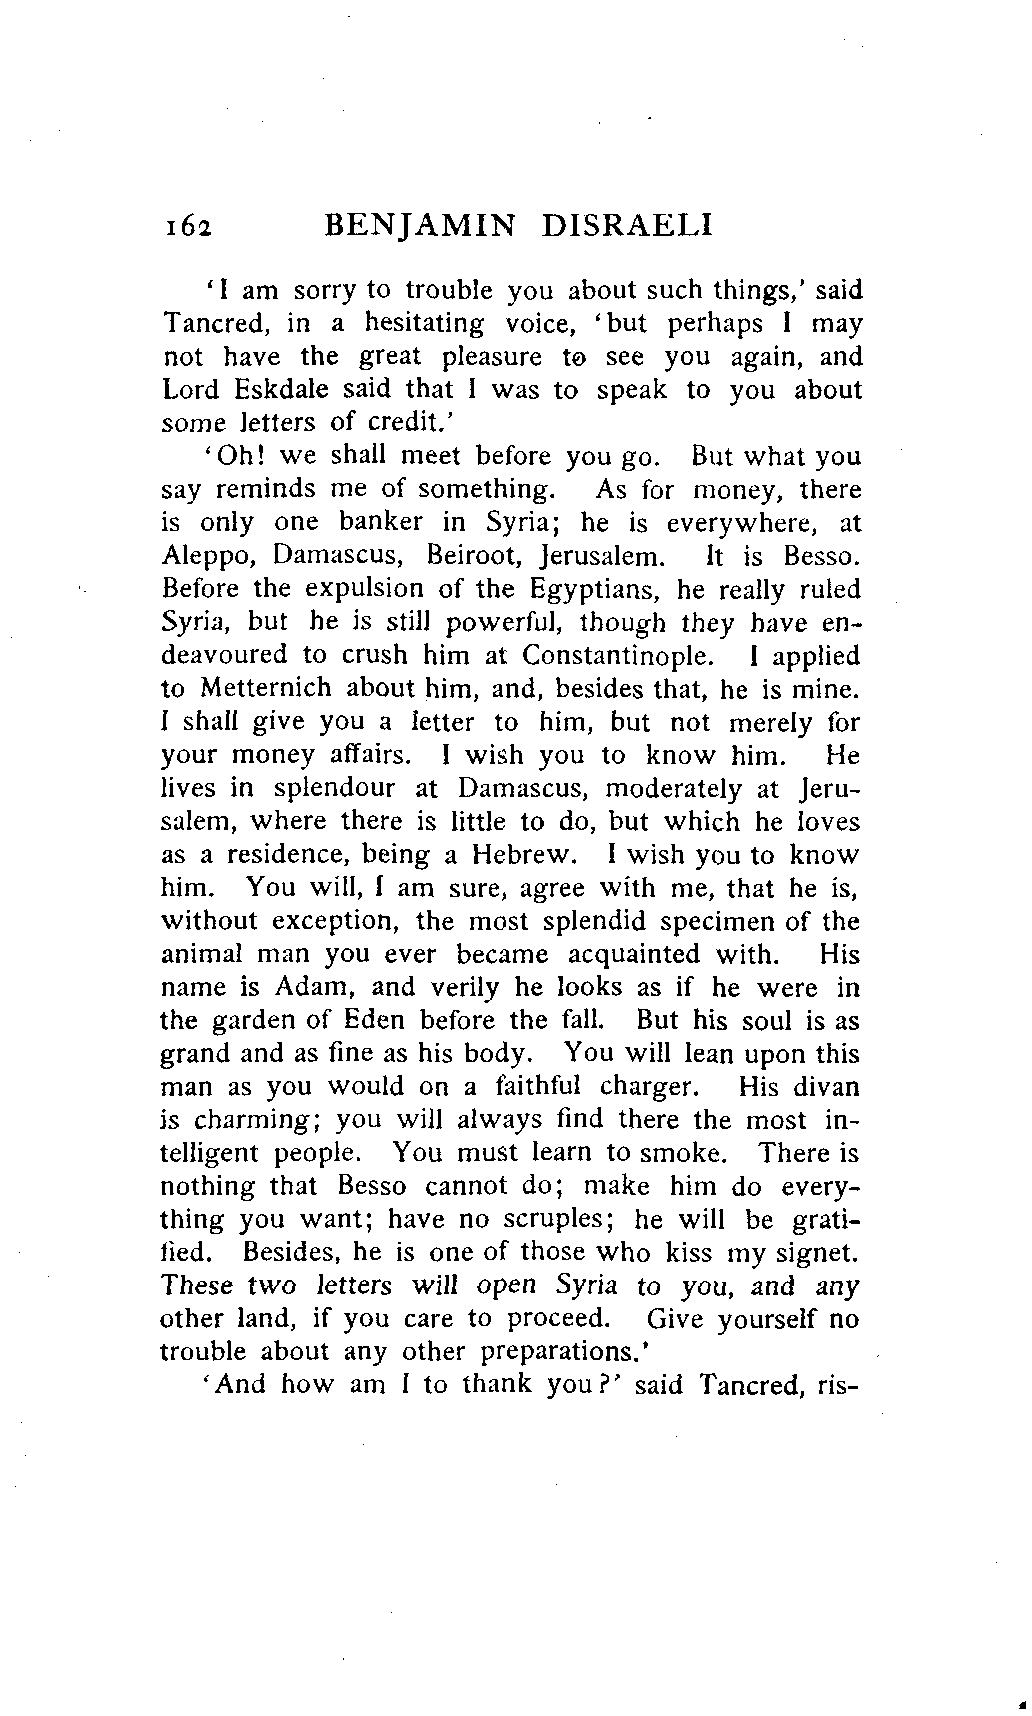 162 BENJAMIN DISRAELI
‘I am sorry to trouble you about such things,’ said
Tancred, in a hesitating voice, ‘but perhaps I may
not have the great pleasure to see you again, and
Lord Eskdale said that I was to speak to you about
some letters of credit.’
‘Oh! we shall meet before you go. But what you
say reminds me of something. As for money, there
is only one banker in Syria; he is everywhere, at
Aleppo, Damascus, Beiroot, Jerusalem. It is Besso.
Before the expulsion of the Egyptians, he really ruled
Syria, but he is still powerful, though they have en-
deavoured to crush him at Constantinople. I applied
to Metternich about him, and, besides that, he is mine.
I shall give you a letter to him, but not merely for
your money affairs. I wish you to know him. He
lives in splendour at Damascus, moderately at Jeru-
salem, where there is little to do, but which he loves
as a residence, being a Hebrew. I wish you to know
him. You will, I am sure, agree with me, that he is,
without exception, the most splendid specimen of the
animal man you ever became acquainted with. His
name is Adam, and verily he looks as if he were in
the garden of Eden before the fall. But his soul is as
grand and as fine as his body. You will lean upon this
man as you would on a faithful charger. His divan
is charming; you will always find there the most in-
telligent people. You must learn to smoke. There is
nothing that Besso cannot do; make him do every-
thing you want; have no scruples; he will be grati-
fied. Besides, he is one of those who kiss my signet.
These two letters will open Syria to you, and any
other land, if you care to proceed. Give yourself no
trouble about any other preparations.’
‘And how am I to thank you?’ said Tancred, ris-